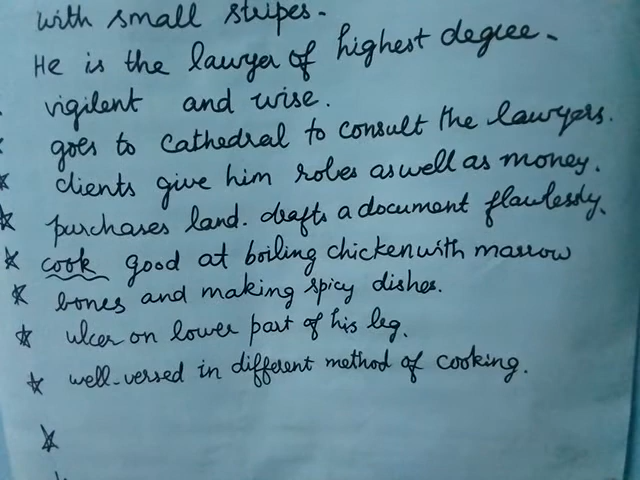 with small stripes.
He is the lawyer of highest degree.
vigilent and wise.
goes to cathedral to consult the lawyers.
clients give him robes as well as money.
purchases land. drafts a document flawlessly.
cook good at boiling chicken with marrow
bones and making spicy dishes.
ulcer on lower part of his leg.
well-versed in different method of cooking.